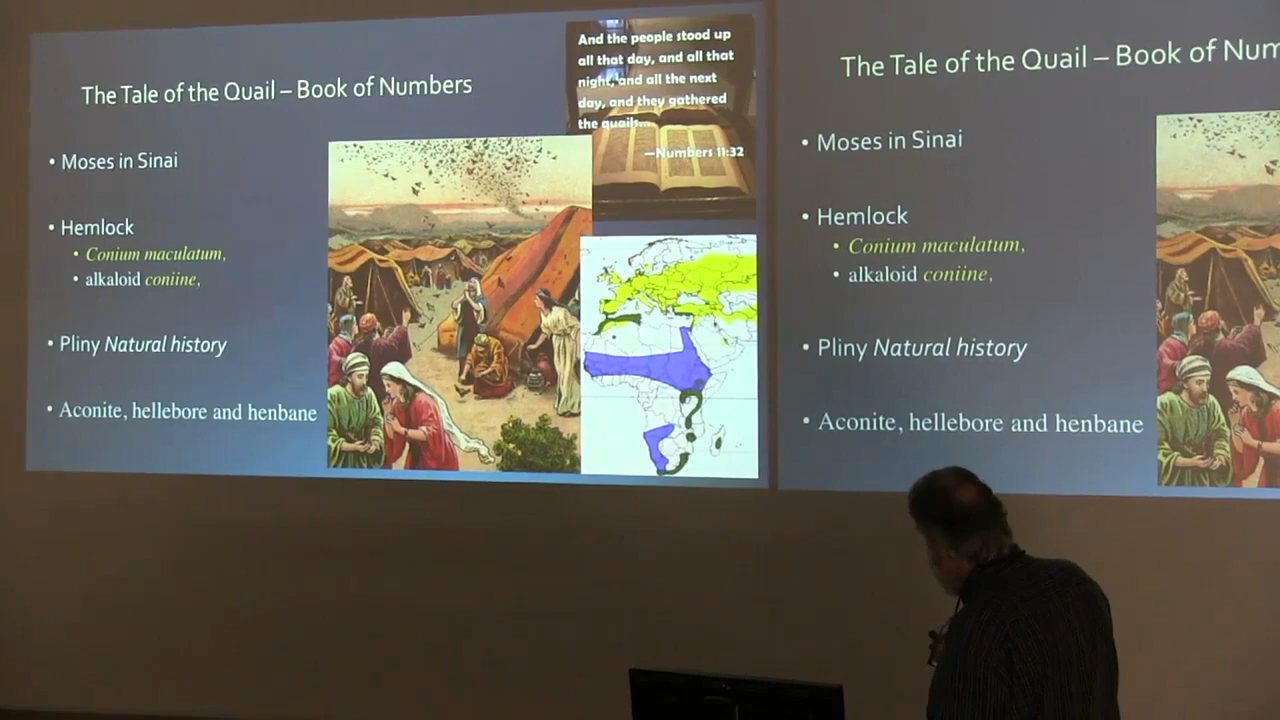 The Tale of the Quail – Book of Numbers
• Moses in Sinai
• Hemlock
• Conium maculatum,
• alkaloid coniine,
• Pliny Natural history
• Aconite, hellebore and henbane
And the people stood up
all that day, and all that
night, and all the next
day, and they gathered
the quails...
—Numbers 11:32
?
The Tale of the Quail – Book of Num
• Moses in Sinai
• Hemlock
• Conium maculatum,
• alkaloid coniine,
• Pliny Natural history
• Aconite, hellebore and henbane